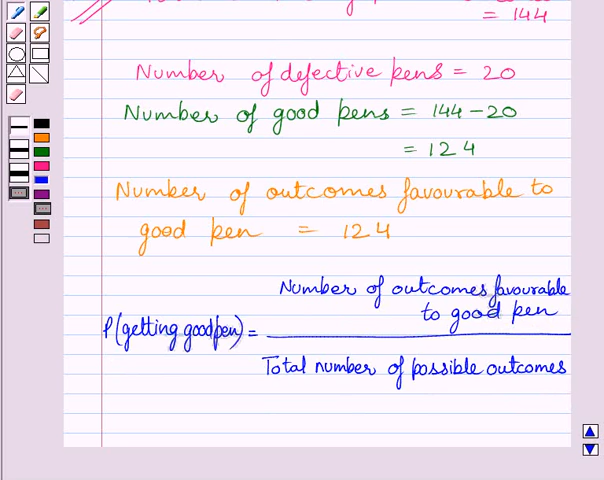 = 144
Number of defective pens = 20
Number of good pens = 144 - 20
= 124
Number of outcomes favourable to
good pen = 124
Number of outcomes favourable
to good pen
P(getting good pen) =
Total number of possible outcomes